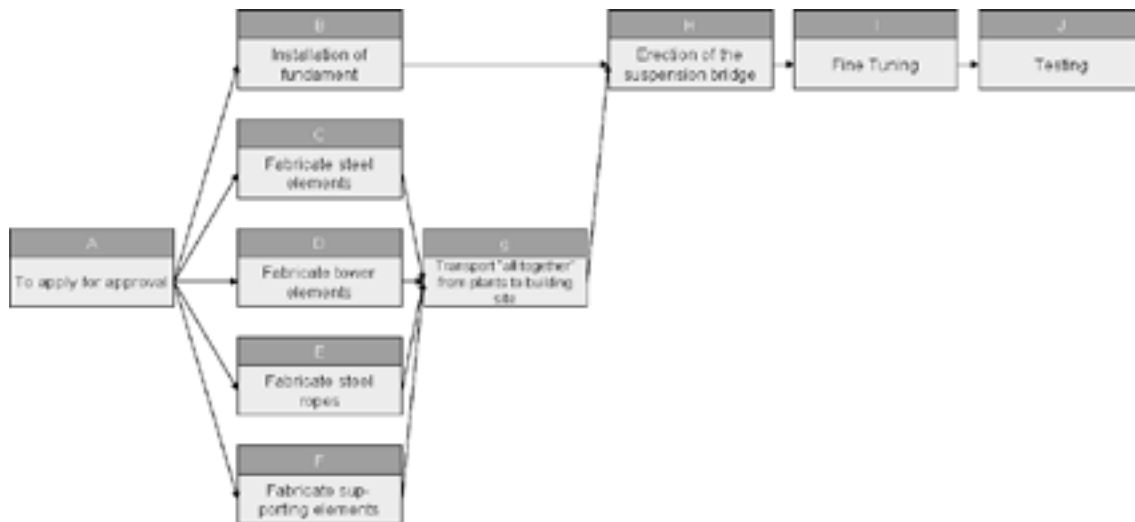 B
Installation of
fundament
H
Erection of the
suspension bridge
I
Fine Tuning
J
Testing
C
Fabricate steel
elements
A
To apply for approval
D
Fabricate tower
elements
g
Transport "all together"
from plants to building
site
E
Fabricate steel
ropes
F
Fabricate sup-
porting elements